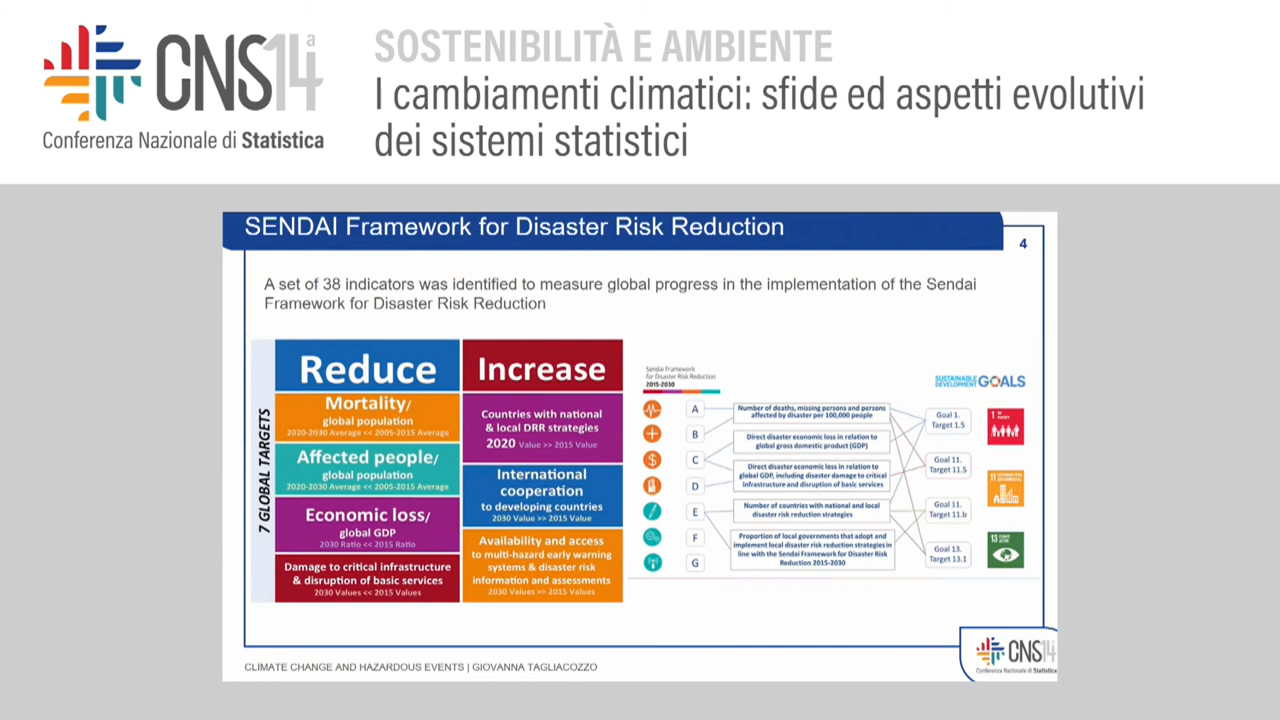 CNS14ª
Conferenza Nazionale di Statistica
SOSTENIBILITÀ E AMBIENTE
I cambiamenti climatici: sfide ed aspetti evolutivi
dei sistemi statistici
SENDAI Framework for Disaster Risk Reduction
4
A set of 38 indicators was identified to measure global progress in the implementation of the Sendai
Framework for Disaster Risk Reduction
7 GLOBAL TARGETS
Reduce
Mortality/
global population
2020-2030 Average << 2005-2015 Average
Affected people/
global population
2020-2030 Average << 2005-2015 Average
Economic loss/
global GDP
2030 Ratio << 2015 Ratio
Damage to critical infrastructure
& disruption of basic services
2030 Values << 2015 Values
Increase
Countries with national
& local DRR strategies
2020 Value >> 2015 Value
International
cooperation
to developing countries
2030 Value >> 2015 Value
Availability and access
to multi-hazard early warning
systems & disaster risk
information and assessments
2030 Values >> 2015 Values
Sendai Framework
for Disaster Risk Reduction
2015-2030
A
B
C
D
E
F
G
Number of deaths, missing persons and persons
affected by disaster per 100,000 people
Direct disaster economic loss in relation to
global gross domestic product (GDP)
Direct disaster economic loss in relation to
global GDP, including disaster damage to critical
infrastructure and disruption of basic services
Number of countries with national and local
disaster risk reduction strategies
Proportion of local governments that adopt and
implement local disaster risk reduction strategies in
line with the Sendai Framework for Disaster Risk
Reduction 2015-2030
SUSTAINABLE
DEVELOPMENT GOALS
Goal 1.
Target 1.5
Goal 11.
Target 11.5
Goal 11.
Target 11.b
Goal 13.
Target 13.1
1
11
13
CLIMATE CHANGE AND HAZARDOUS EVENTS | GIOVANNA TAGLIACOZZO
CNS14
Conferenza Nazionale di Statistica